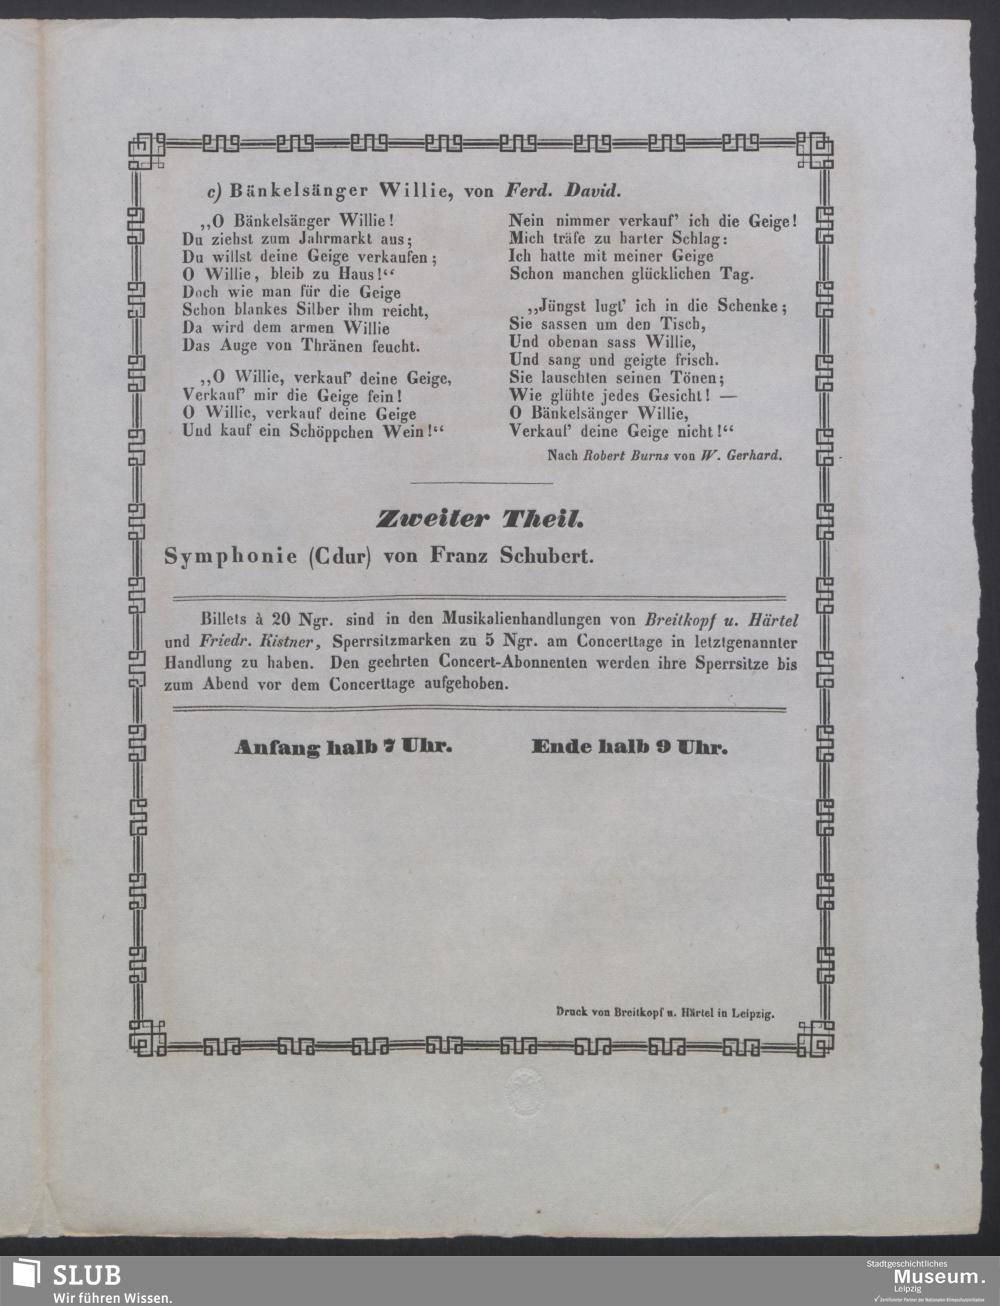 c) Bänkelsänger Willie, von Ferd. David.
„O Bänkelsänger Willie!
Du ziehst zum Jahrmarkt aus;
Du willst deine Geige verkaufen;
O Willie, bleib zu Haus!“
Doch wie man für die Geige
Schon blankes Silber ihm reicht,
Da wird dem armen Willie
Das Auge von Thränen feucht.
„O Willie, verkauf’ deine Geige,
Verkauf’ mir die Geige fein!
O Willie, verkauf deine Geige
Und kauf ein Schöppchen Wein!“
Nein nimmer verkauf’ ich die Geige!
Mich träfe zu harter Schlag:
Ich hatte mit meiner Geige
Schon manchen glücklichen Tag.
„Jüngst lugt’ ich in die Schenke;
Sie sassen um den Tisch,
Und obenan sass Willie,
Und sang und geigte frisch.
Sie lauschten seinen Tönen;
Wie glühte jedes Gesicht! —
O Bänkelsänger Willie,
Verkauf’ deine Geige nicht!“
Nach Robert Burns von W. Gerhard.
Zweiter Theil.
Symphonie (Cdur) von Franz Schubert.
Billets à 20 Ngr. sind in den Musikalienhandlungen von Breitkopf u. Härtel
und Friedr. Kistner, Sperrsitzmarken zu 5 Ngr. am Concerttage in letztgenannter
Handlung zu haben. Den geehrten Concert-Abonnenten werden ihre Sperrsitze bis
zum Abend vor dem Concerttage aufgehoben.
Anfang halb 7 Uhr. Ende halb 9 Uhr.
Druck von Breitkopf u. Härtel in Leipzig.
SLUB
Wir führen Wissen.
Stadtgeschichtliches
Museum.
Leipzig
Zertifizierter Partner der Nationalen Klimaschutzinitiative